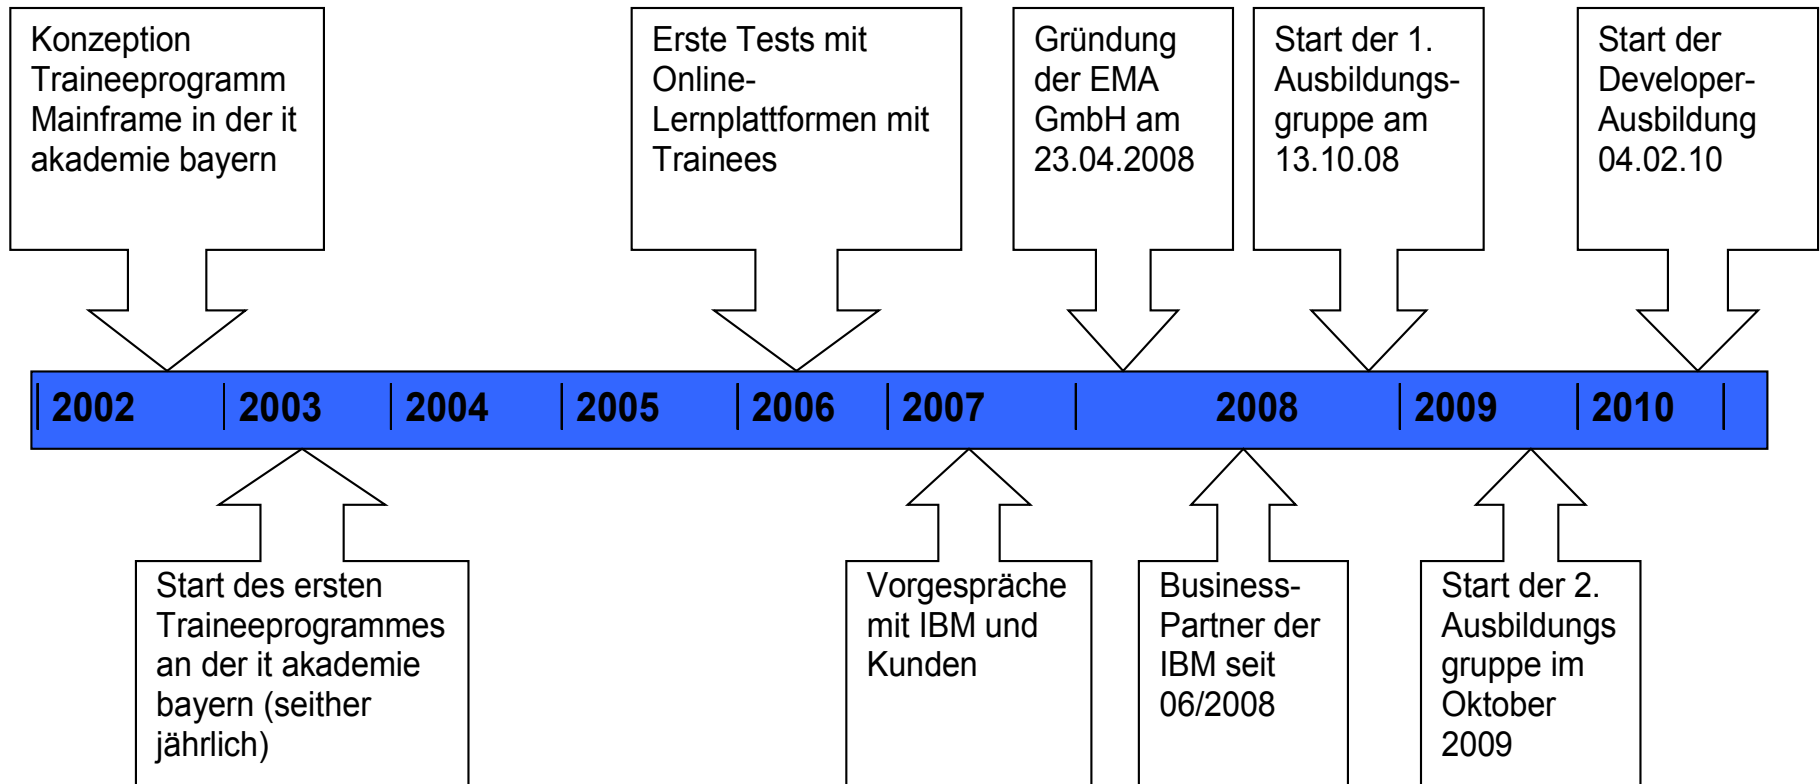 Konzeption
Traineeprogramm
Mainframe in der it
akademie bayern
Erste Tests mit
Online-
Lernplattformen mit
Trainees
Gründung
der EMA
GmbH am
23.04.2008
Start der 1.
Ausbildungs-
gruppe am
13.10.08
Start der
Developer-
Ausbildung
04.02.10
2002 2003 2004 2005 2006 2007 2008 2009 2010
Start des ersten
Traineeprogrammes
an der it akademie
bayern (seither
jährlich)
Vorgespräche
mit IBM und
Kunden
Business-
Partner der
IBM seit
06/2008
Start der 2.
Ausbildungs
gruppe im
Oktober
2009